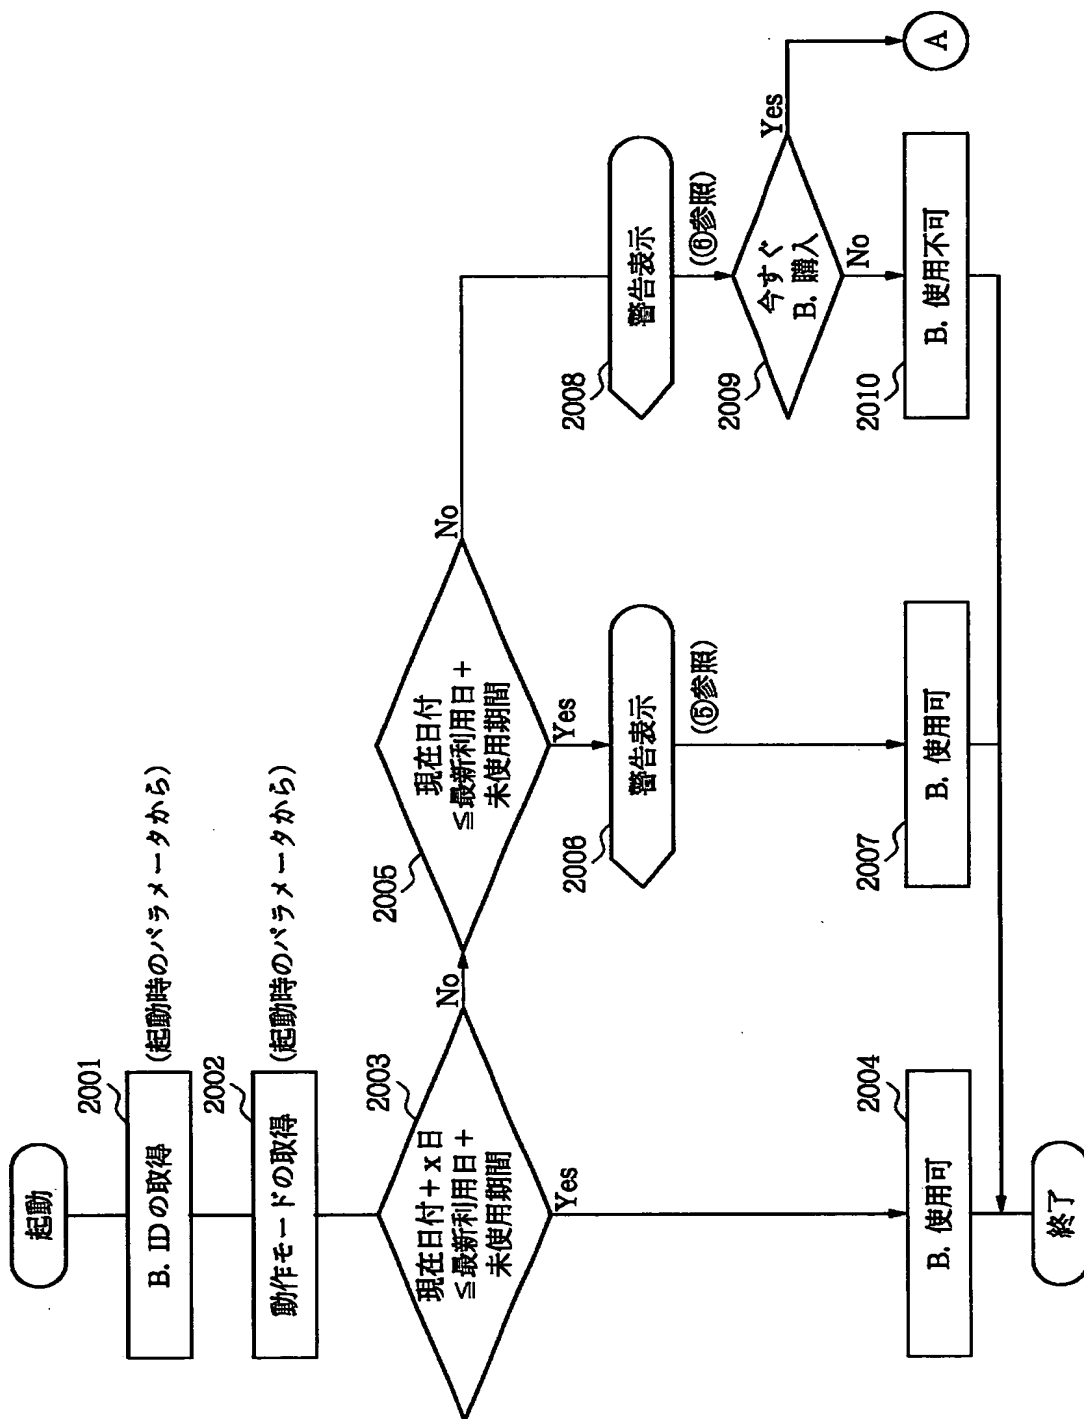 起動
2001
B. IDの取得
(起動時のパラメータから)
2002
動作モードの取得
(起動時のパラメータから)
2003
現在日付＋x日
≦最新利用日＋
未使用期間
No
Yes
2004
B. 使用可
2005
現在日付
≦最新利用日＋
未使用期間
No
Yes
2006
警告表示
(⑤参照)
2007
B. 使用可
2008
警告表示
(⑥参照)
2009
今すぐ
B. 購入
Yes
No
2010
B. 使用不可
A
終了